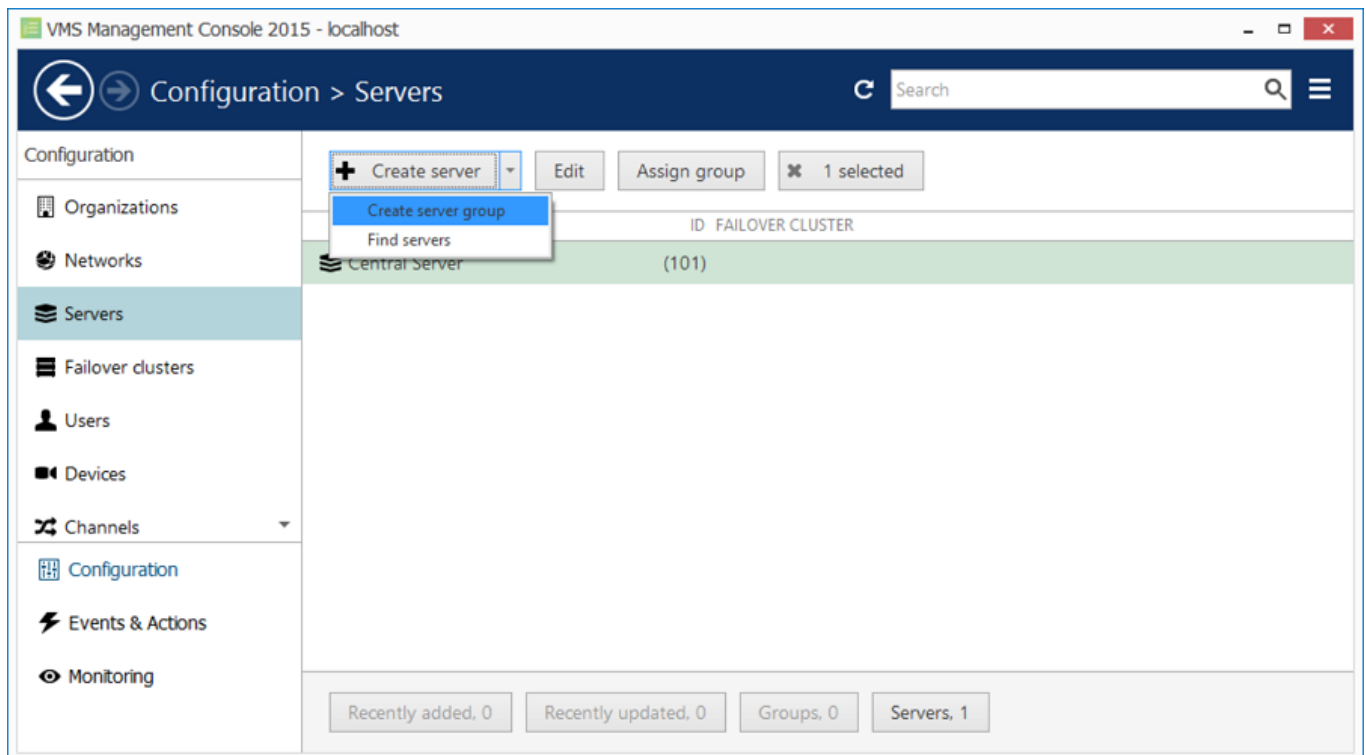 VMS Management Console 2015 - localhost
Configuration > Servers
Search
Configuration
Organizations
Networks
Servers
Failover clusters
Users
Devices
Channels
Configuration
Events & Actions
Monitoring
Create server
Edit
Assign group
1 selected
Create server group
Find servers
ID FAILOVER CLUSTER
Central Server (101)
Recently added, 0
Recently updated, 0
Groups, 0
Servers, 1